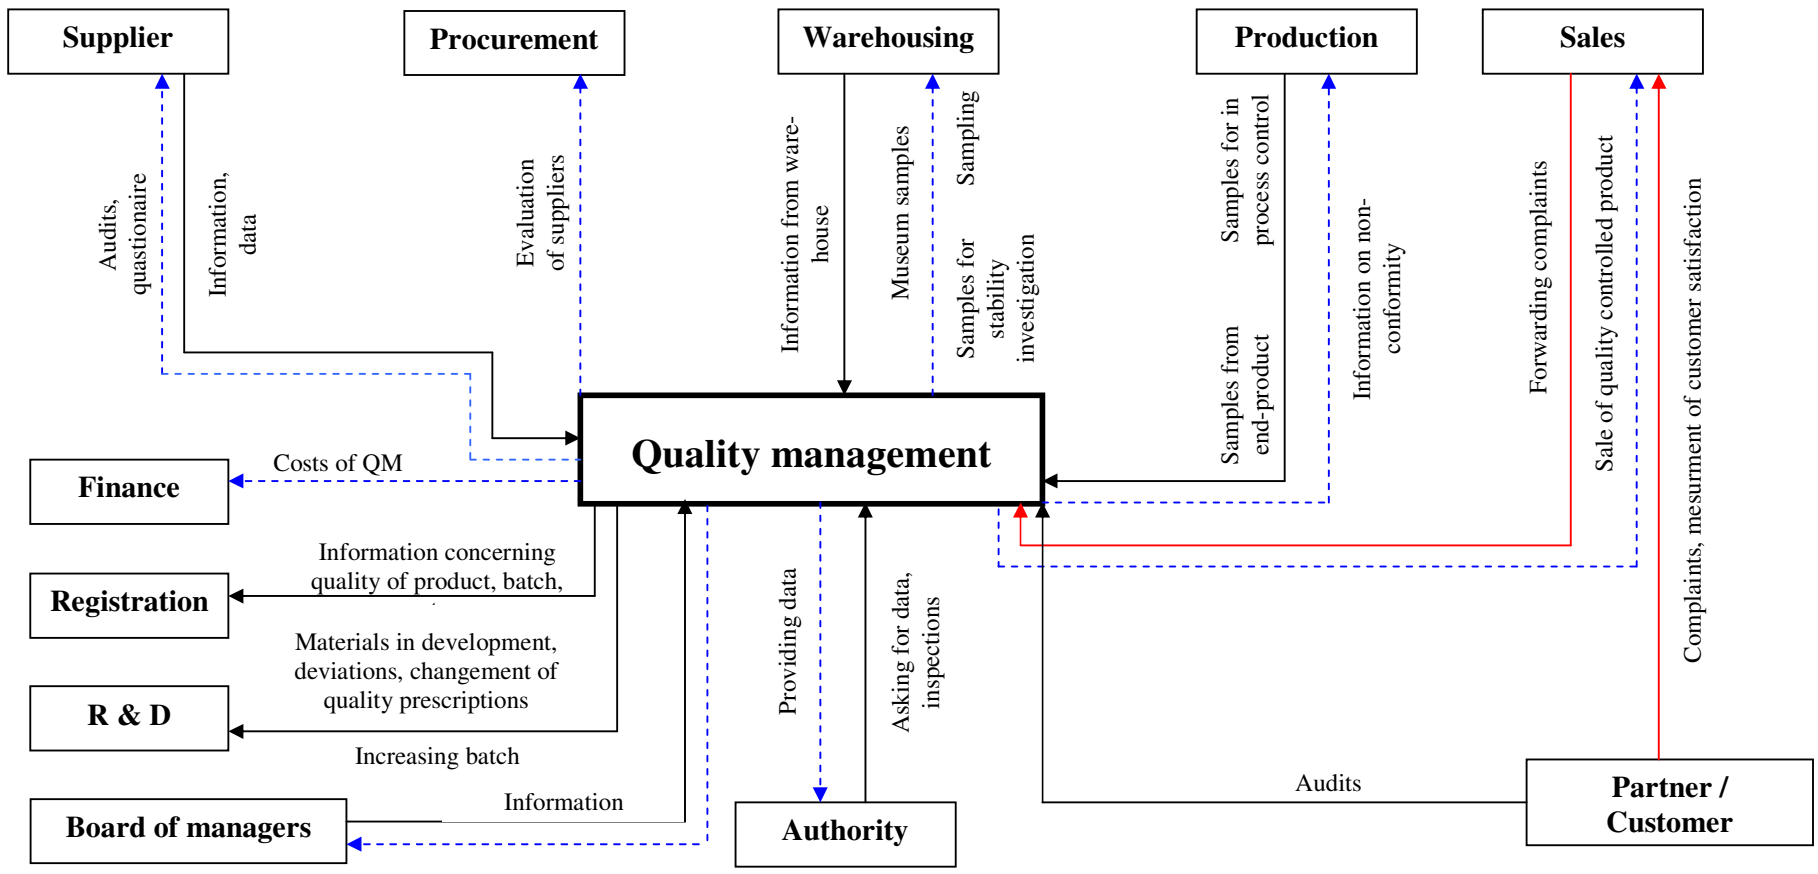 Supplier
Procurement
Warehousing
Production
Sales
Audits,
quastionaire
Information,
data
Evaluation
of suppliers
Information from ware-
house
Museum samples
Sampling
Samples for
stability
investigation
Samples for in
process control
Samples from
end-product
Information on non-
conformity
Forwarding complaints
Sale of quality controlled product
Complaints, mesurment of customer satisfaction
Quality management
Costs of QM
Finance
Information concerning
quality of product, batch,
Registration
Materials in development,
deviations, changement of
quality prescriptions
R & D
Increasing batch
Information
Board of managers
Providing data
Asking for data,
inspections
Authority
Audits
Partner /
Customer